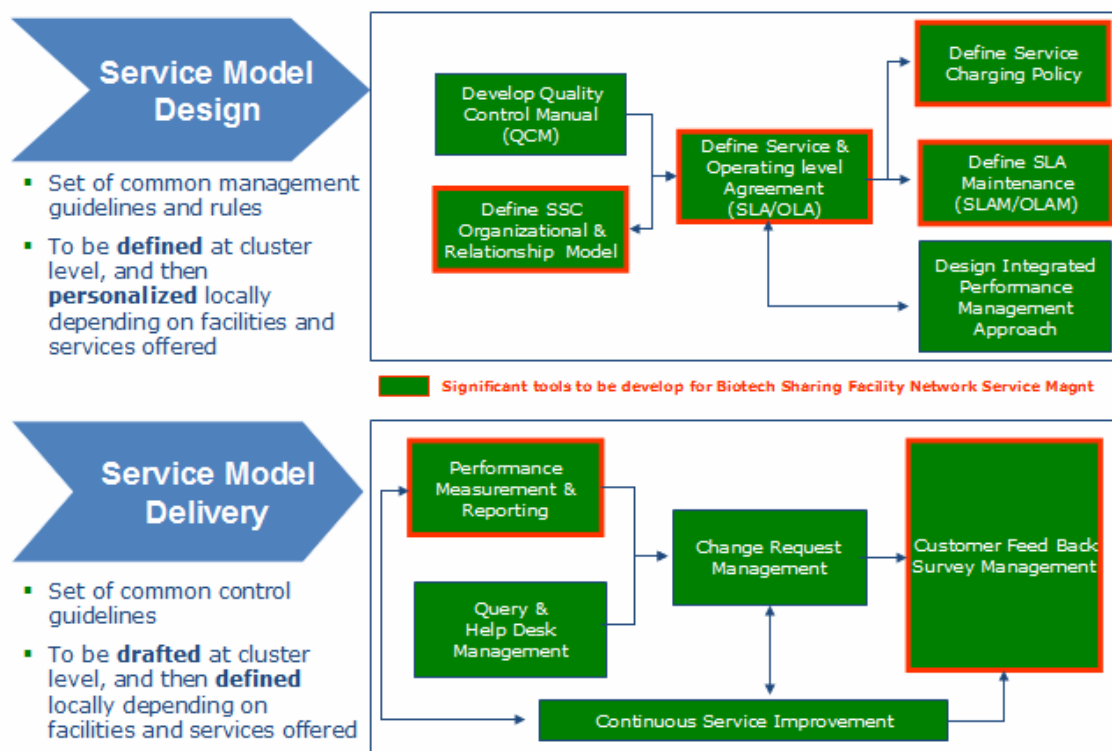 Service Model
Design
▪ Set of common management
guidelines and rules
▪ To be defined at cluster
level, and then
personalized locally
depending on facilities and
services offered
Develop Quality
Control Manual
(QCM)
Define SSC
Organizational &
Relationship Model
Define Service &
Operating level
Agreement
(SLA/OLA)
Define Service
Charging Policy
Define SLA
Maintenance
(SLAM/OLAM)
Design Integrated
Performance
Management
Approach
Significant tools to be develop for Biotech Sharing Facility Network Service Magnt
Service Model
Delivery
▪ Set of common control
guidelines
▪ To be drafted at cluster
level, and then defined
locally depending on
facilities and services offered
Performance
Measurement &
Reporting
Query &
Help Desk
Management
Change Request
Management
Customer Feed Back
Survey Management
Continuous Service Improvement